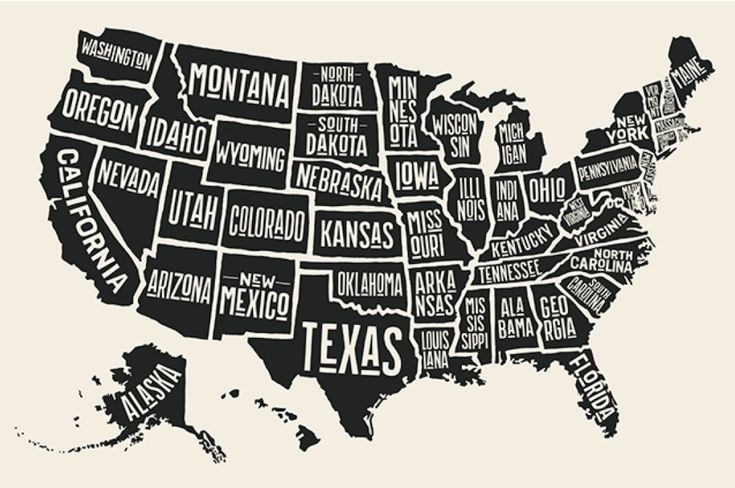 WASHINGTON
OREGON
CALIFORNIA
NEVADA
IDAHO
MONTANA
WYOMING
UTAH
COLORADO
ARIZONA
NEW
MEXICO
NORTH
DAKOTA
SOUTH
DAKOTA
NEBRASKA
KANSAS
OKLAHOMA
TEXAS
MIN
NES
OTA
IOWA
MISS
OURI
ARKA
NSAS
LOUIS
IANA
WISCON
SIN
ILLI
NOIS
MICH
IGAN
INDI
ANA
OHIO
KENTUCKY
TENNESSEE
MIS
SIS
SIPPI
ALA
BAMA
GEO
RGIA
FLORIDA
SOUTH
CAROLINA
NORTH
CAROLINA
VIRGINIA
WEST
VIRGINIA
PENNSYLVANIA
NEW
YORK
VER
MO
NT
MAINE
ALASKA